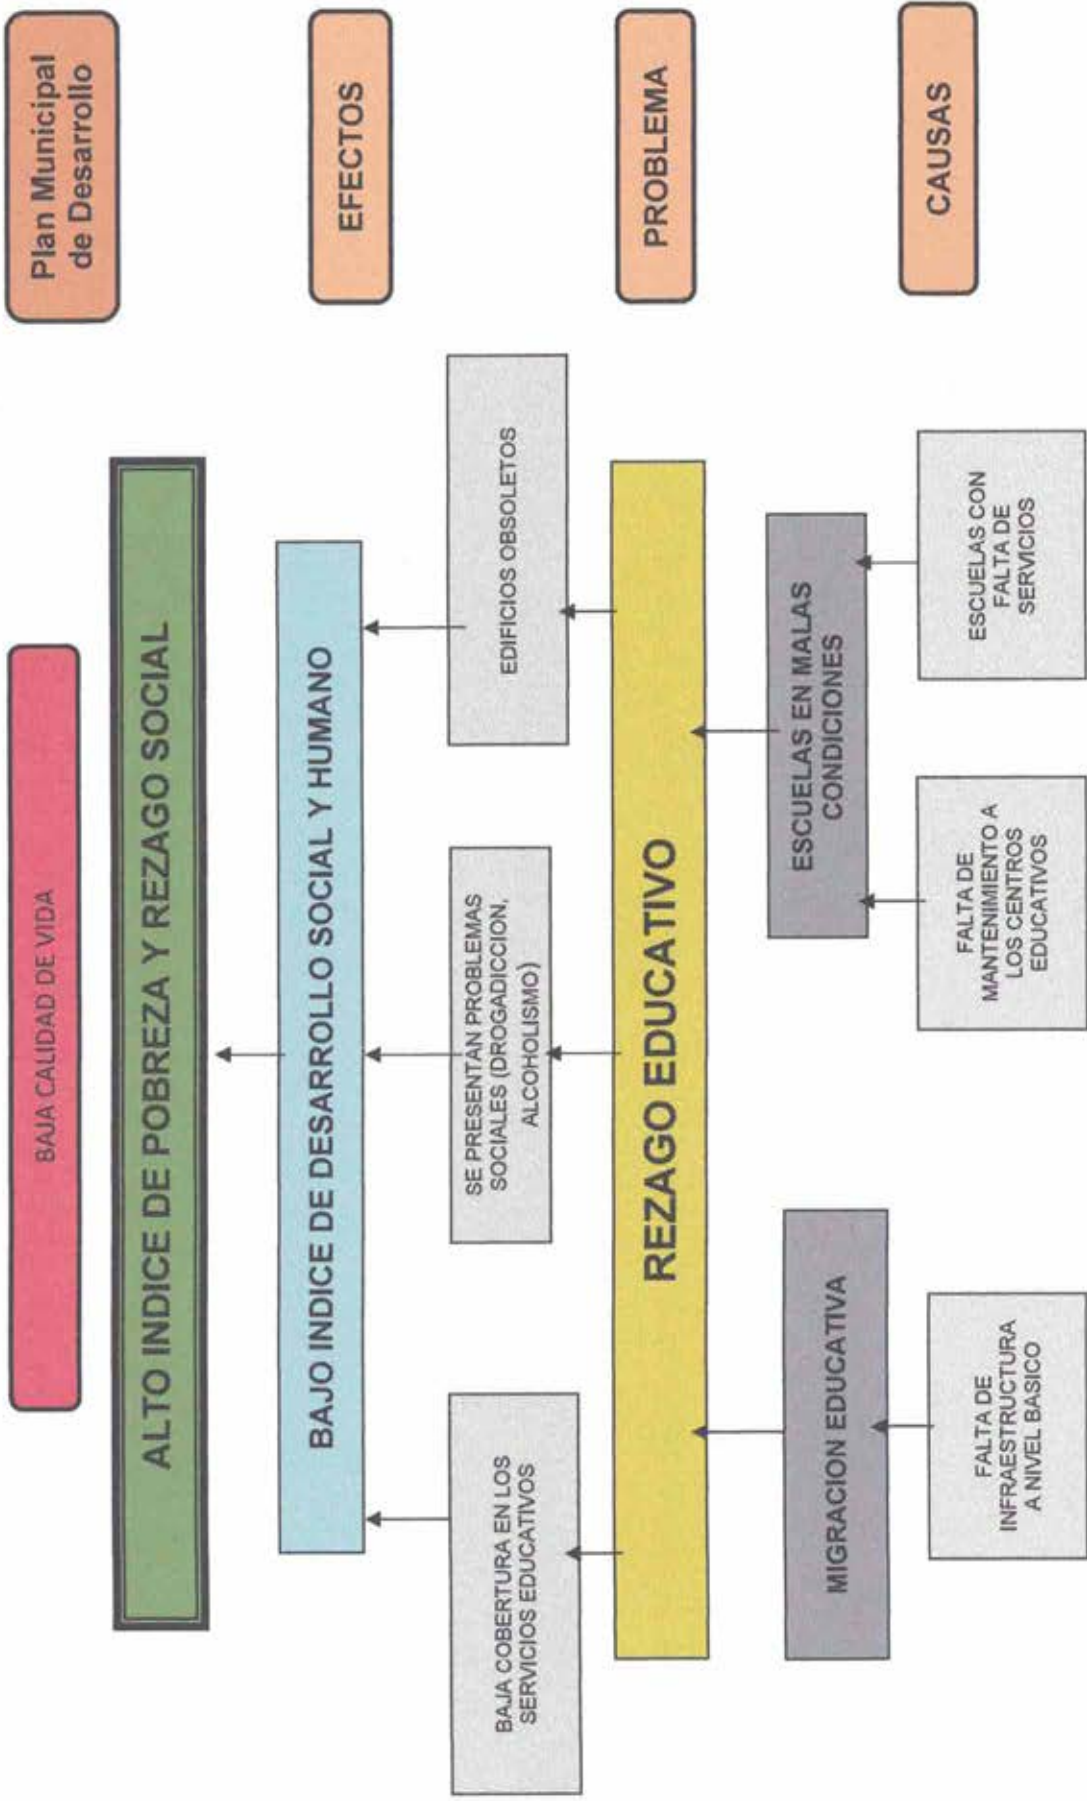 BAJA CALIDAD DE VIDA
Plan Municipal
de Desarrollo
ALTO INDICE DE POBREZA Y REZAGO SOCIAL
BAJO INDICE DE DESARROLLO SOCIAL Y HUMANO
EFECTOS
BAJA COBERTURA EN LOS
SERVICIOS EDUCATIVOS
SE PRESENTAN PROBLEMAS
SOCIALES (DROGADICCION,
ALCOHOLISMO)
EDIFICIOS OBSOLETOS
REZAGO EDUCATIVO
PROBLEMA
MIGRACION EDUCATIVA
ESCUELAS EN MALAS
CONDICIONES
CAUSAS
FALTA DE
INFRAESTRUCTURA
A NIVEL BASICO
FALTA DE
MANTENIMIENTO A
LOS CENTROS
EDUCATIVOS
ESCUELAS CON
FALTA DE
SERVICIOS